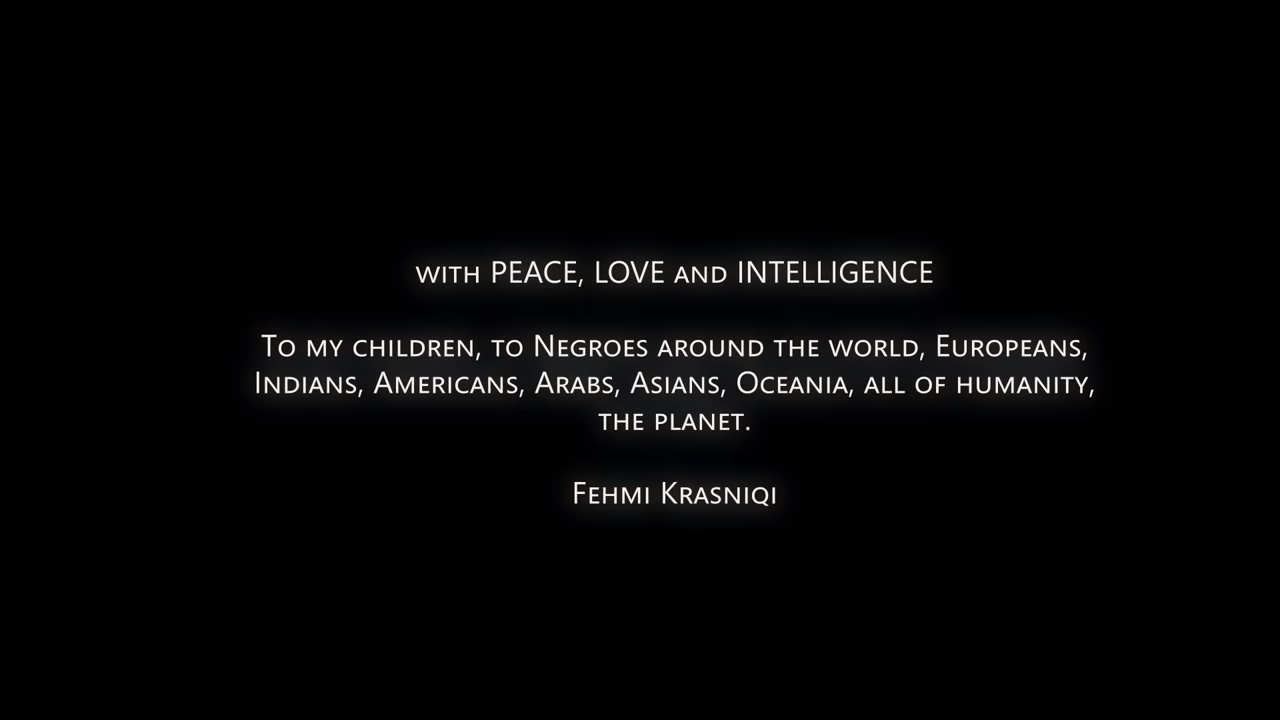 with PEACE, LOVE and INTELLIGENCE
To my children, to Negroes around the world, Europeans,
Indians, Americans, Arabs, Asians, Oceania, all of humanity,
the planet.
Fehmi Krasniqi